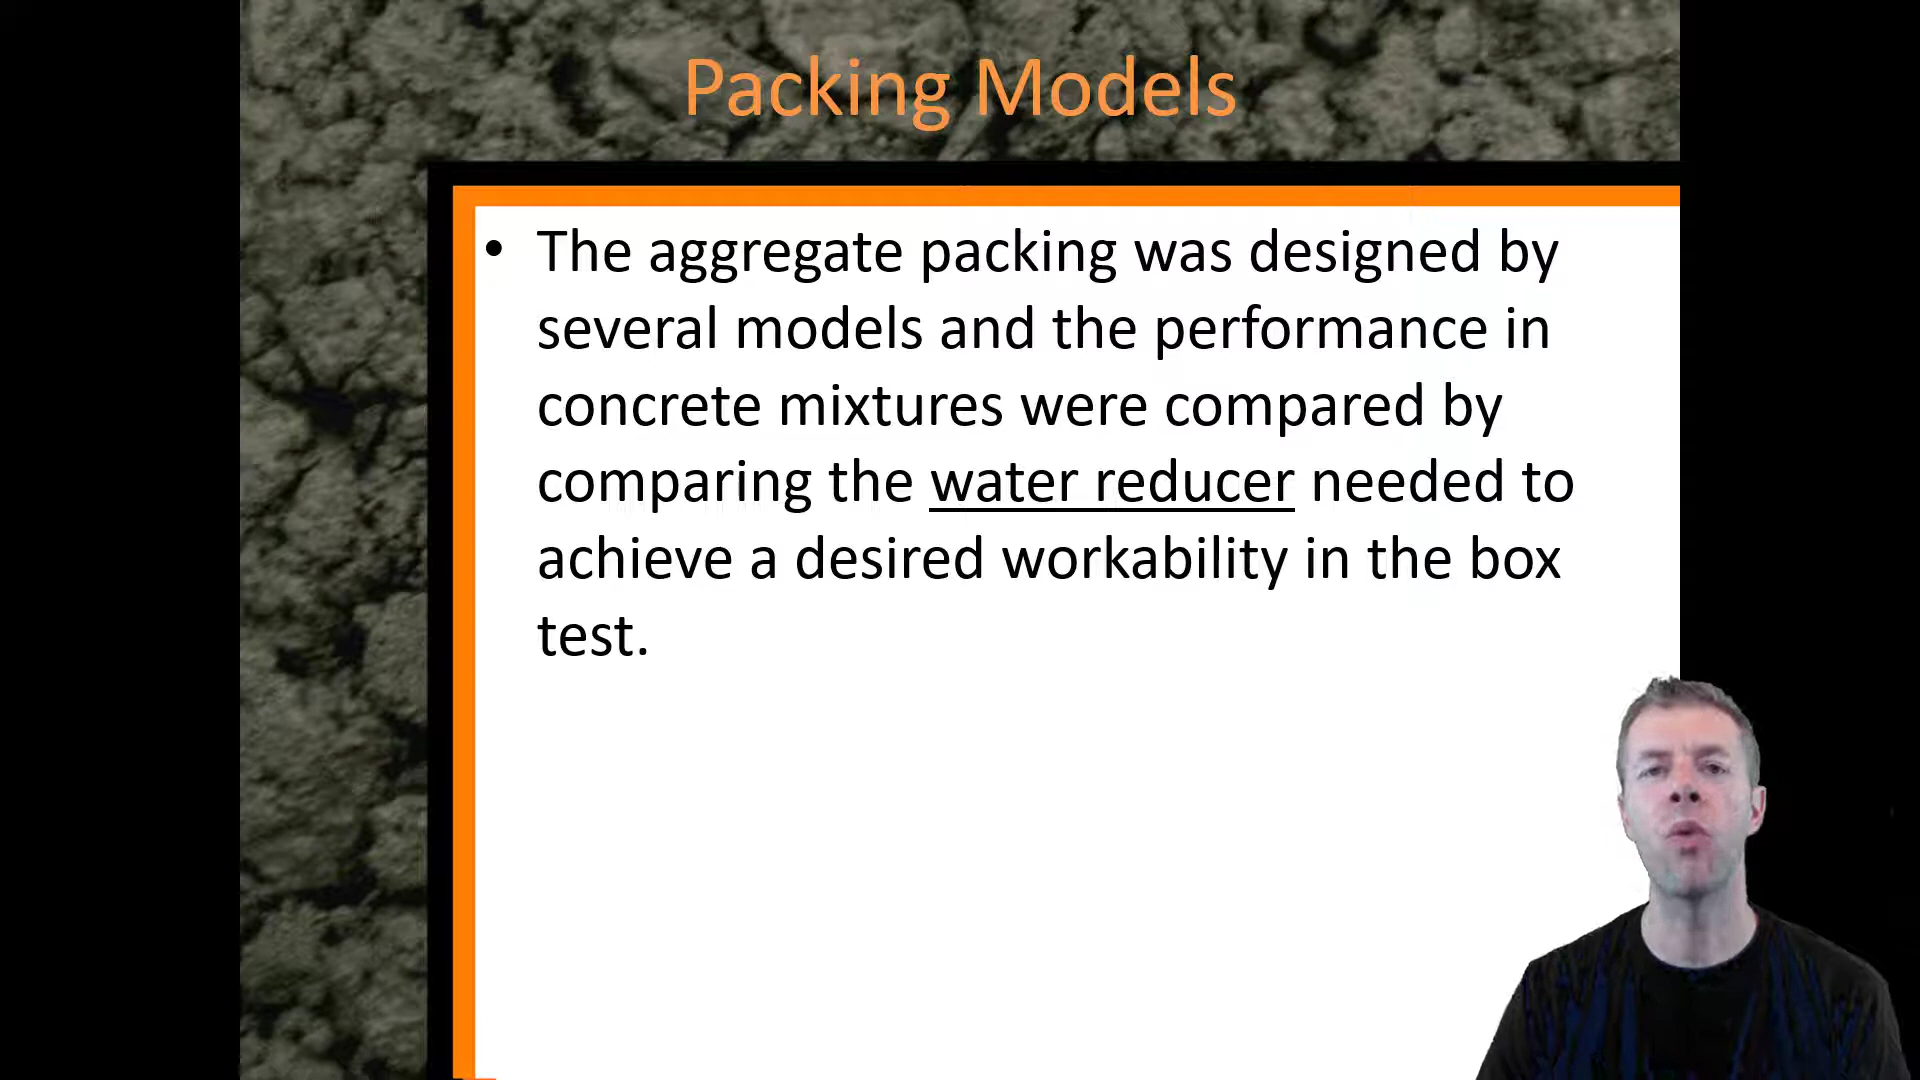 Packing Models
• The aggregate packing was designed by
several models and the performance in
concrete mixtures were compared by
comparing the water reducer needed to
achieve a desired workability in the box
test.